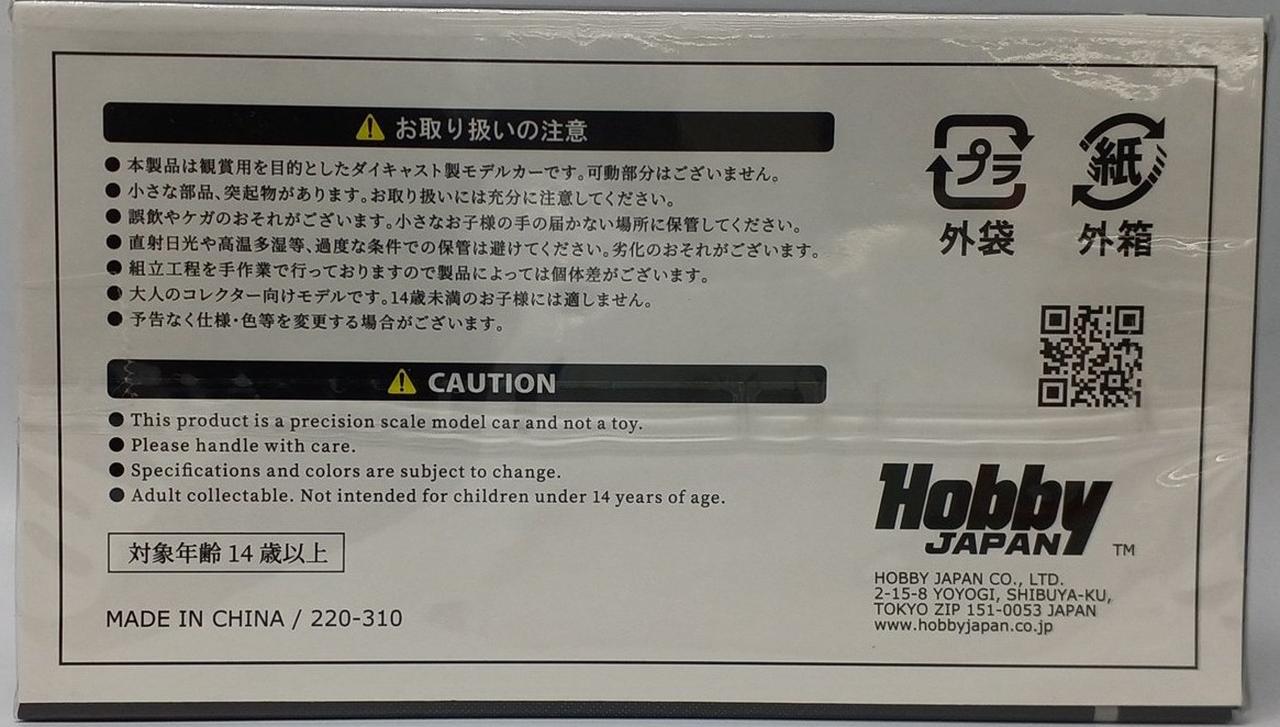 お取り扱いの注意
● 本製品は観賞用を目的としたダイキャスト製モデルカーです。可動部分はございません。
● 小さな部品、突起物があります。お取り扱いには充分に注意してください。
● 誤飲やケガのおそれがございます。小さなお子様の手の届かない場所に保管してください。
● 直射日光や高温多湿等、過度な条件での保管は避けてください。劣化のおそれがございます。
● 組立工程を手作業で行っておりますので製品によっては個体差がございます。
● 大人のコレクター向けモデルです。14歳未満のお子様には適しません。
● 予告なく仕様・色等を変更する場合がございます。
CAUTION
● This product is a precision scale model car and not a toy.
● Please handle with care.
● Specifications and colors are subject to change.
● Adult collectable. Not intended for children under 14 years of age.
対象年齢 14 歳以上
MADE IN CHINA / 220-310
プラ
外袋
紙
外箱
Hobby
JAPAN ™
HOBBY JAPAN CO., LTD.
2-15-8 YOYOGI, SHIBUYA-KU,
TOKYO ZIP 151-0053 JAPAN
www.hobbyjapan.co.jp